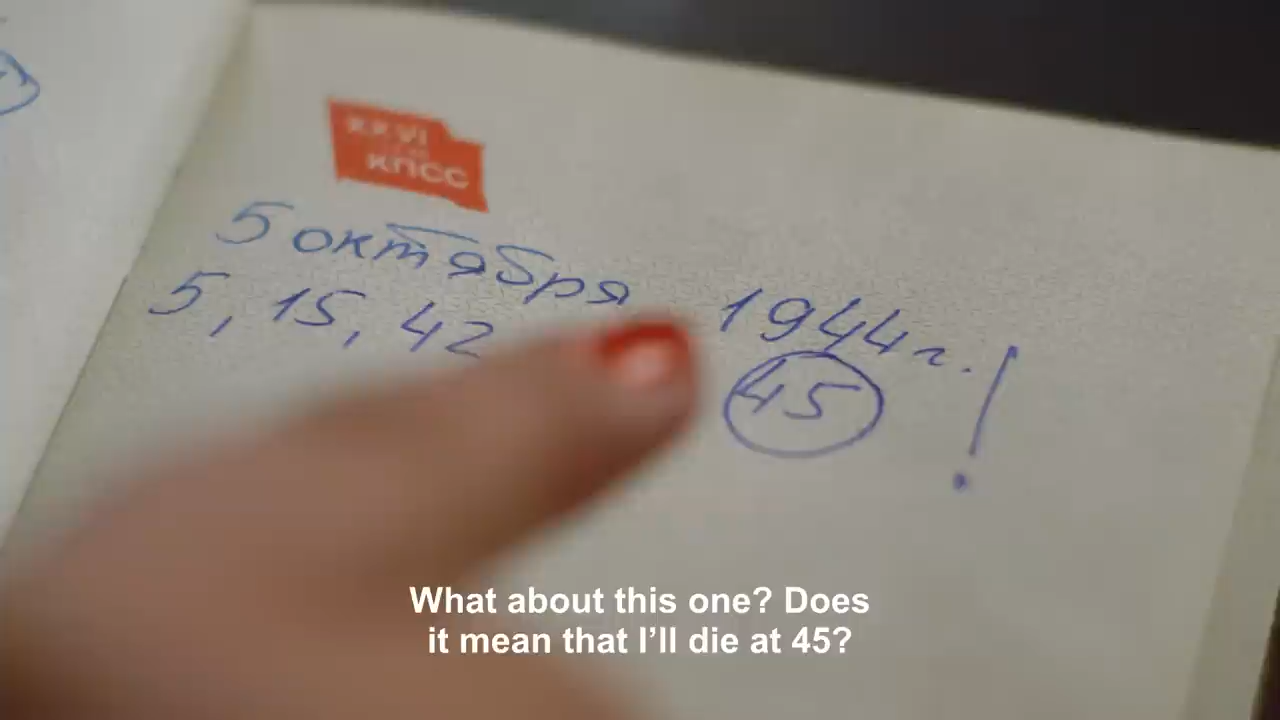 XXVI
КПСС
5 октября 1944 г. !
5, 15, 42
45
What about this one? Does
it mean that I'll die at 45?